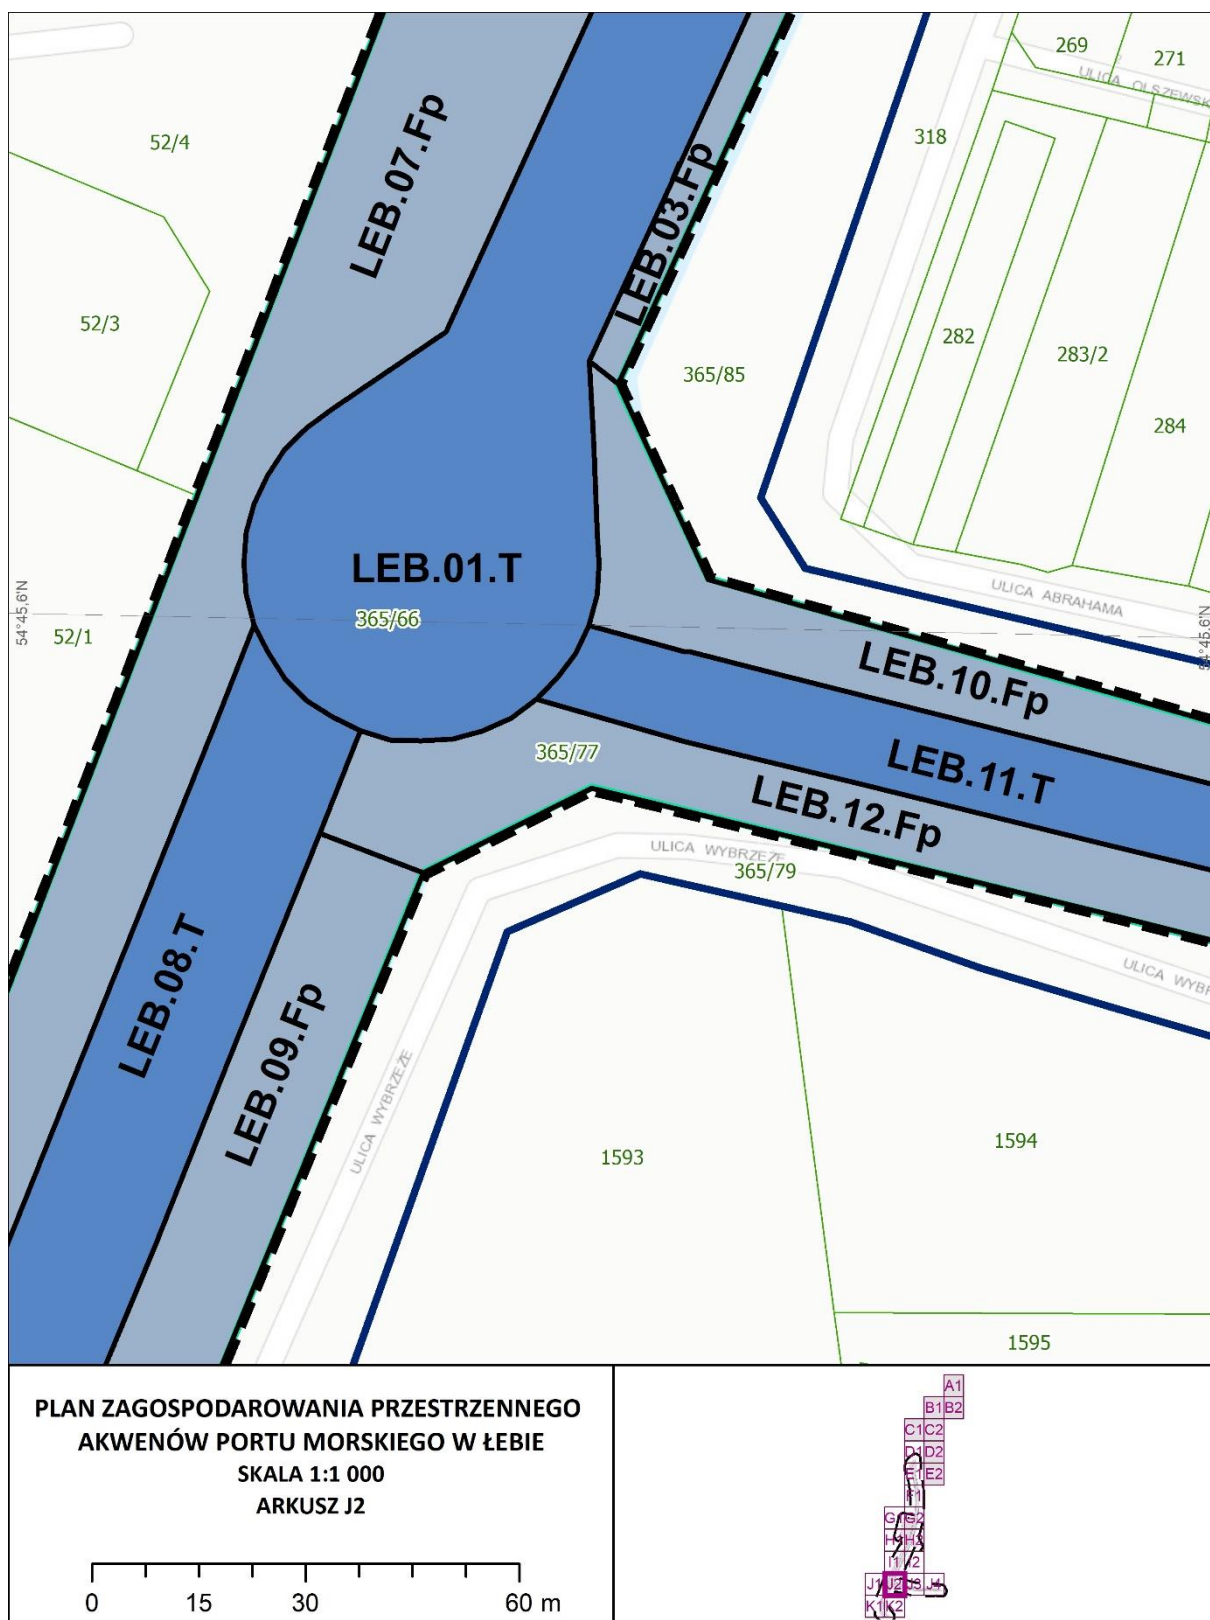 269
271
ULICA OLSZEWSK
52/4
LEB.07.Fp
318
LEB.03.Fp
52/3
282
283/2
365/85
284
LEB.01.T
ULICA ABRAHAMA
54°45,6'N
365/66
54°45,6'N
52/1
LEB.10.Fp
365/77
LEB.11.T
LEB.12.Fp
ULICA WYBRZEŻE
365/79
LEB.08.T
ULICA WYBR
LEB.09.Fp
ULICA WYBRZEŻE
1593
1594
1595
PLAN ZAGOSPODAROWANIA PRZESTRZENNEGO
AKWENÓW PORTU MORSKIEGO W ŁEBIE
SKALA 1:1 000
ARKUSZ J2
0 15 30 60 m
A1
B1 B2
C1 C2
D1 D2
E1 E2
F1
G1 G2
H1 H2
I1 I2
J1 J2 J3 J4
K1 K2